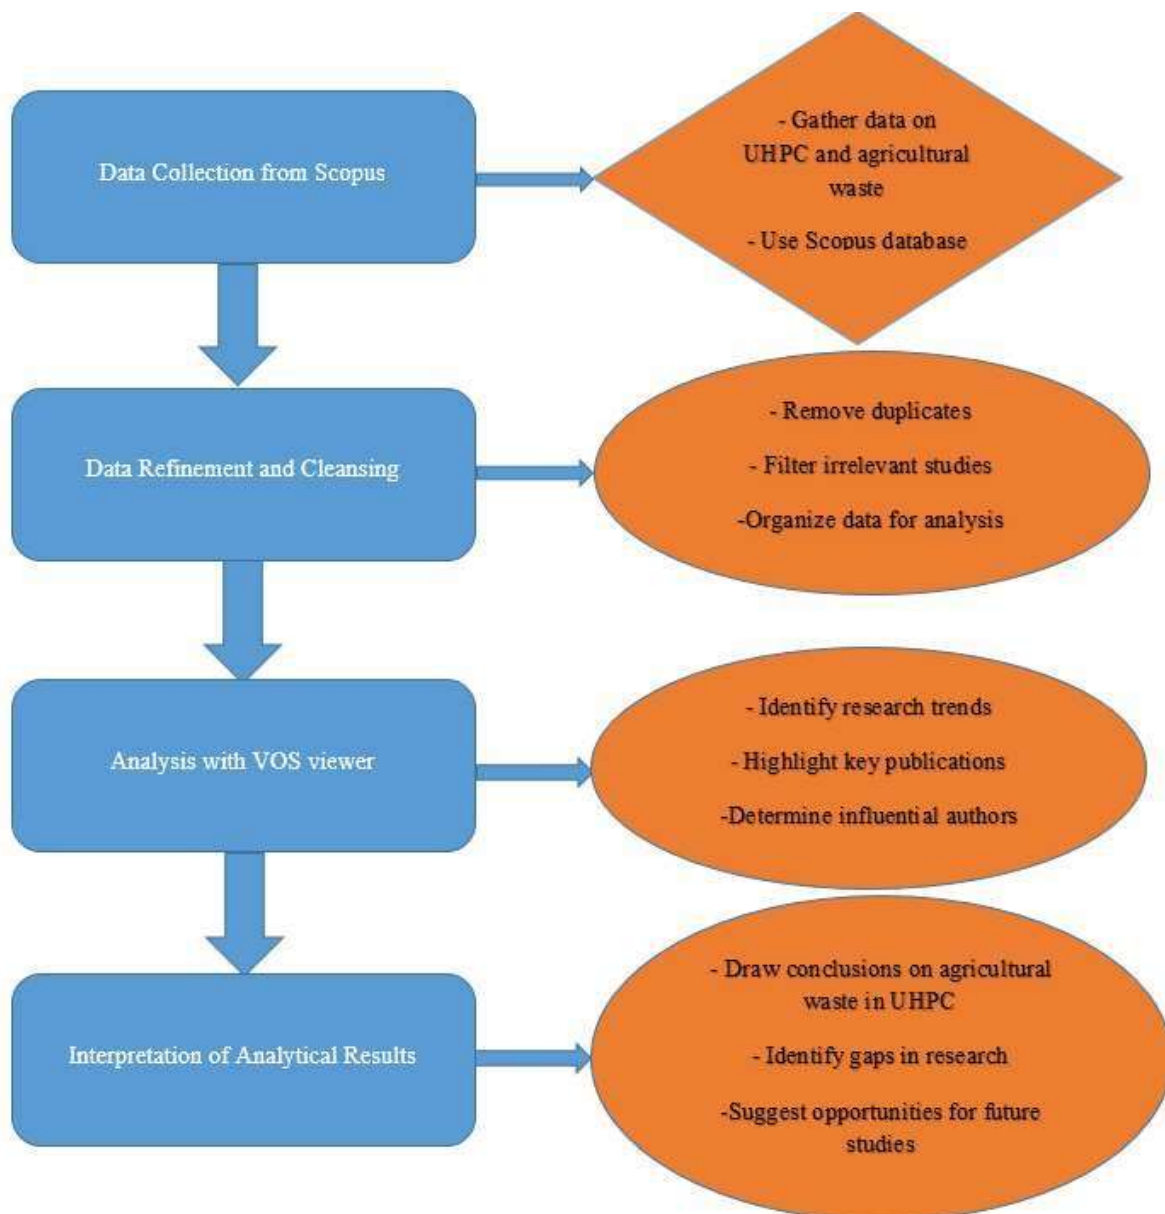 Data Collection from Scopus
- Gather data on
UHPC and agricultural
waste
- Use Scopus database
Data Refinement and Cleansing
- Remove duplicates
- Filter irrelevant studies
-Organize data for analysis
Analysis with VOS viewer
- Identify research trends
- Highlight key publications
-Determine influential authors
Interpretation of Analytical Results
- Draw conclusions on agricultural
waste in UHPC
- Identify gaps in research
-Suggest opportunities for future
studies